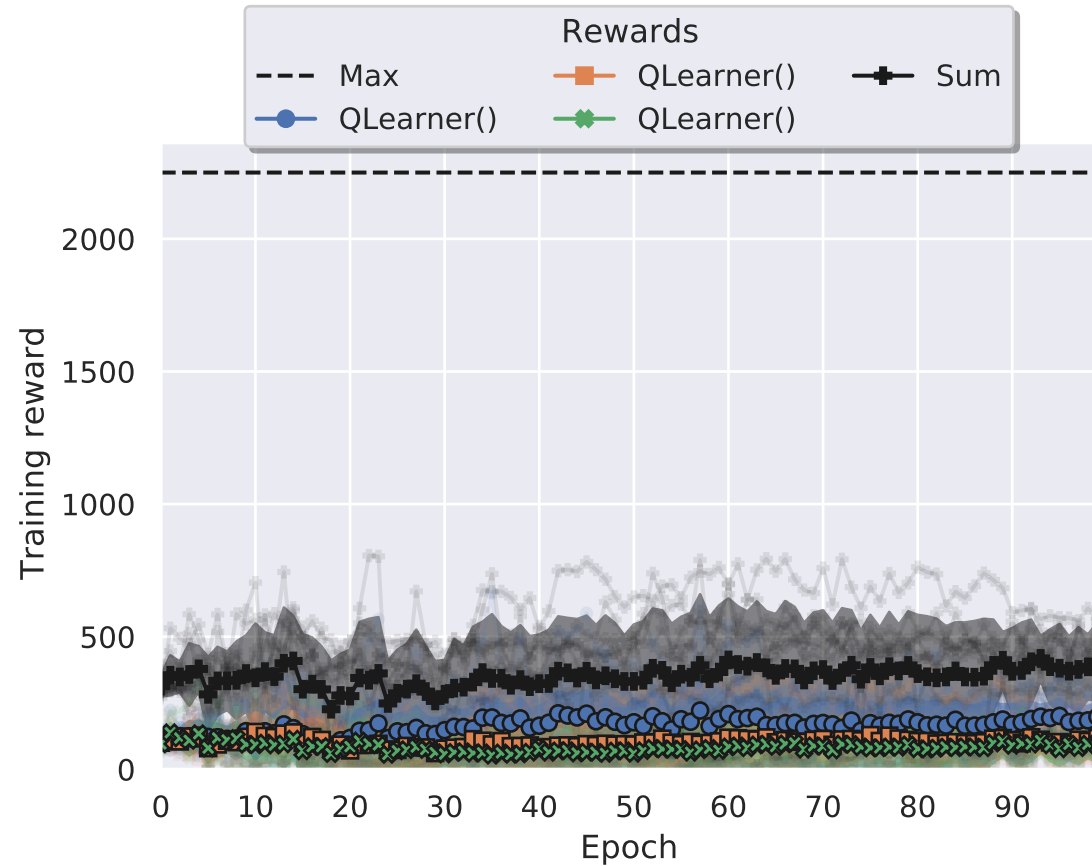 Rewards
Max QLearner() Sum
QLearner() QLearner()
2000
1500
1000
500
0
Training reward
0 10 20 30 40 50 60 70 80 90
Epoch